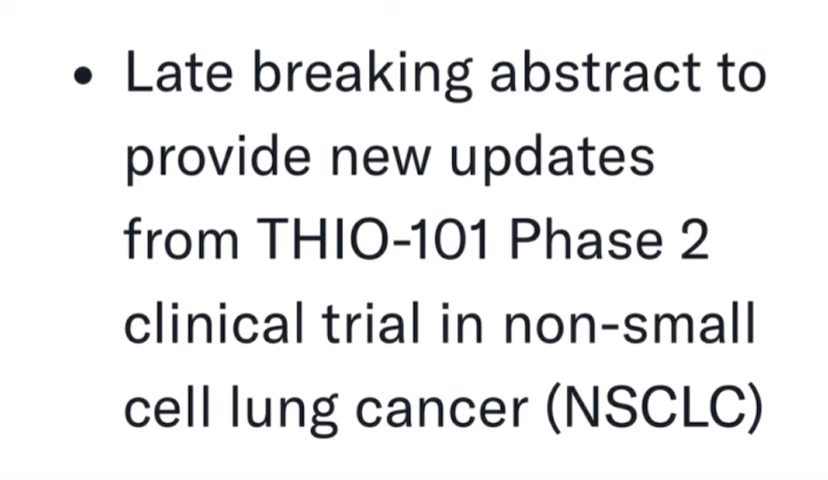 • Late breaking abstract to
provide new updates
from THIO-101 Phase 2
clinical trial in non-small
cell lung cancer (NSCLC)